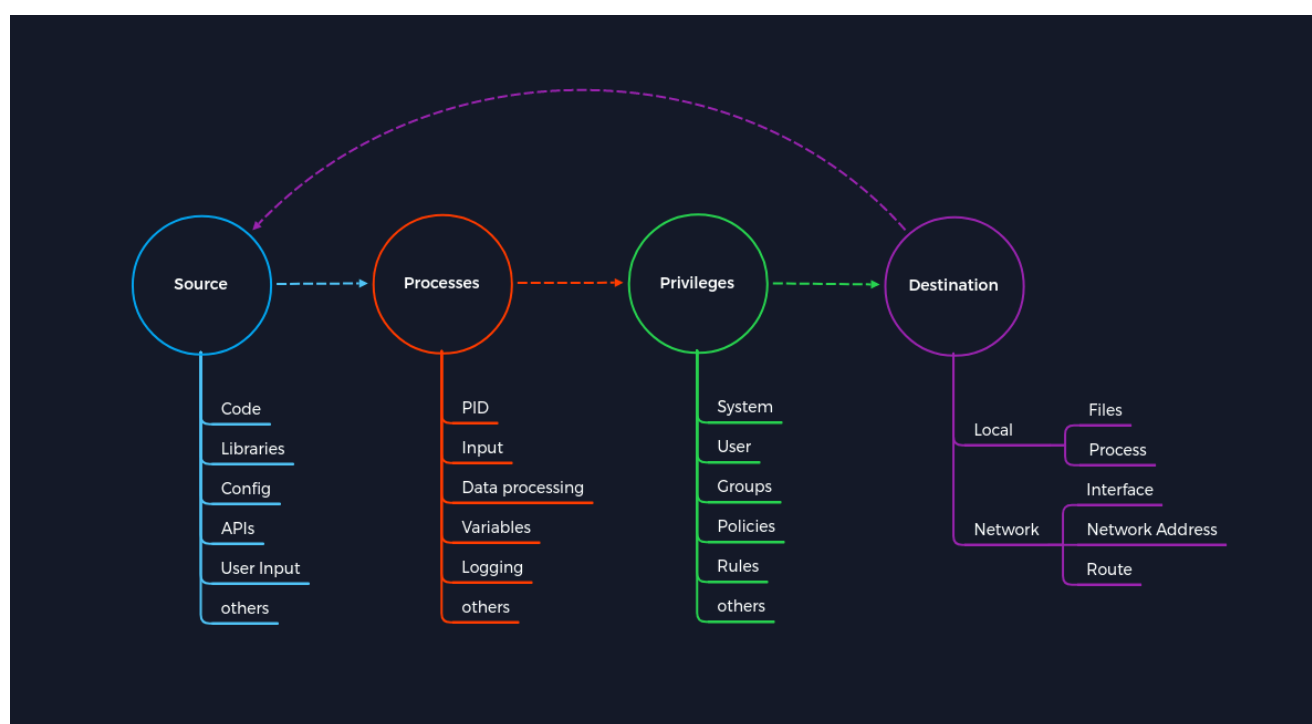 Source
Processes
Privileges
Destination
Code
Libraries
Config
APIs
User Input
others
PID
Input
Data processing
Variables
Logging
others
System
User
Groups
Policies
Rules
others
Local
Files
Process
Network
Interface
Network Address
Route